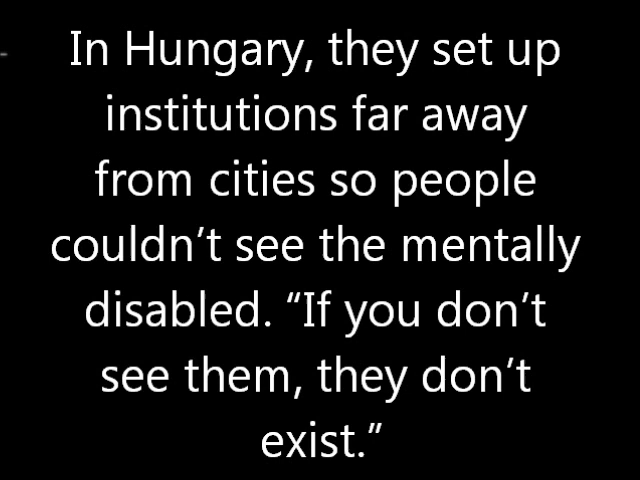 In Hungary, they set up
institutions far away
from cities so people
couldn’t see the mentally
disabled. “If you don’t
see them, they don’t
exist.”